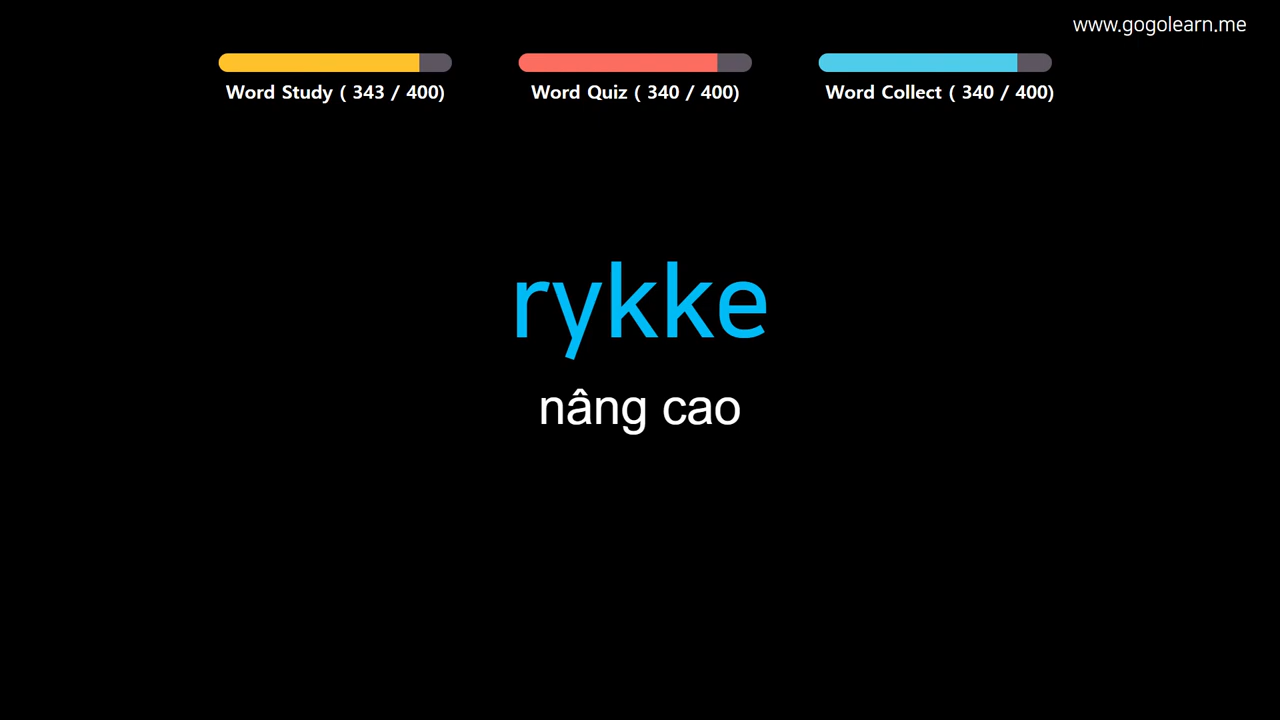 www.gogolearn.me
Word Study ( 343 / 400)
Word Quiz ( 340 / 400)
Word Collect ( 340 / 400)
rykke
nâng cao